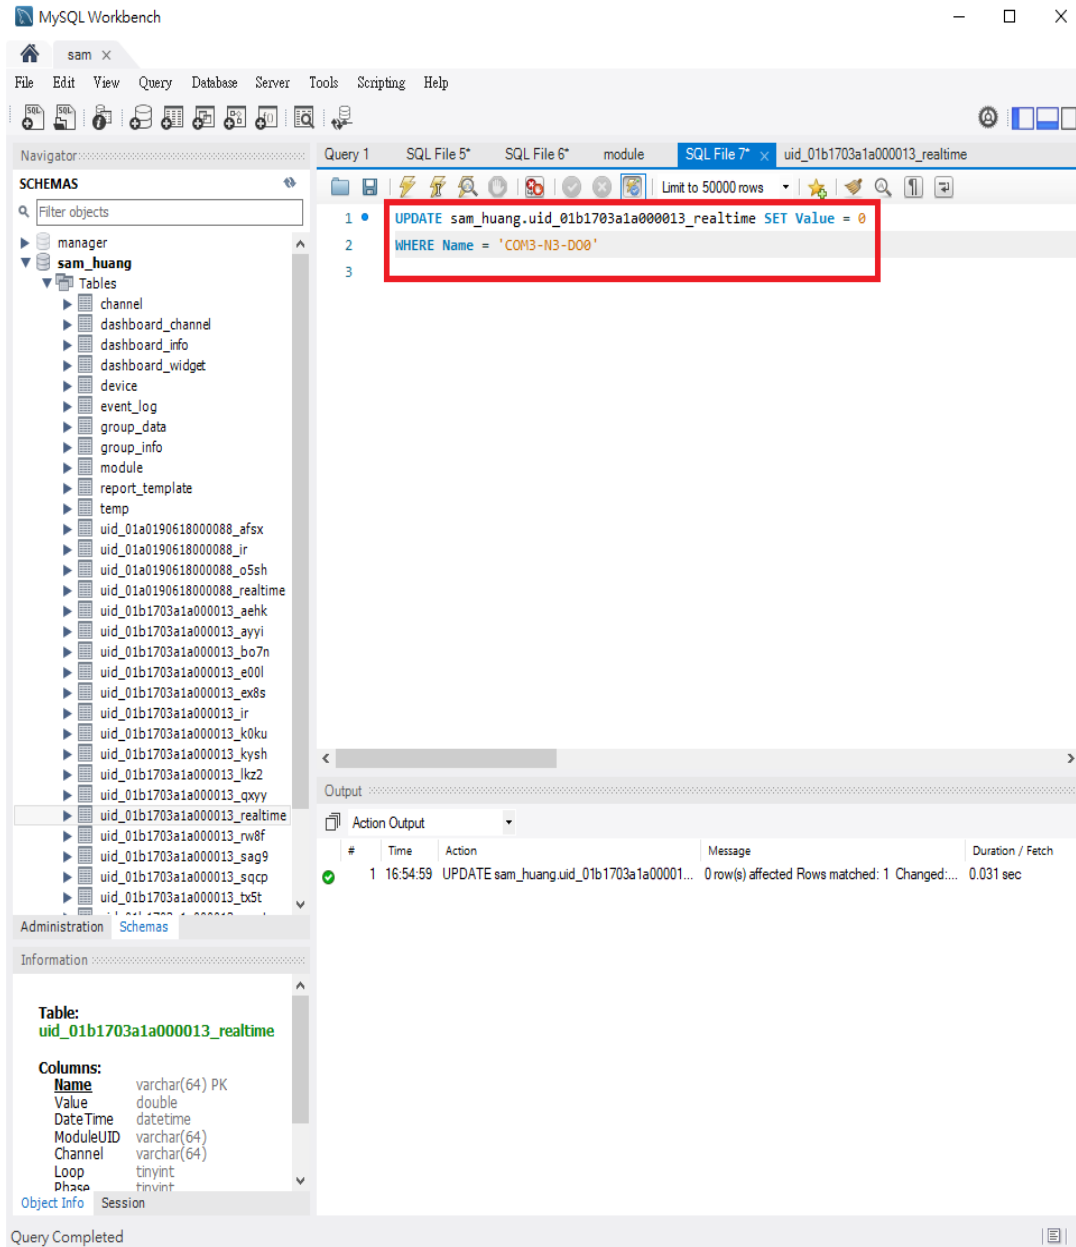 MySQL Workbench
sam
File Edit View Query Database Server Tools Scripting Help
Navigator
SCHEMAS
Filter objects
manager
sam_huang
Tables
channel
dashboard_channel
dashboard_info
dashboard_widget
device
event_log
group_data
group_info
module
report_template
temp
uid_01a0190618000088_afsx
uid_01a0190618000088_ir
uid_01a0190618000088_o5sh
uid_01a0190618000088_realtime
uid_01b1703a1a000013_aehk
uid_01b1703a1a000013_ayyi
uid_01b1703a1a000013_bo7n
uid_01b1703a1a000013_e00l
uid_01b1703a1a000013_ex8s
uid_01b1703a1a000013_ir
uid_01b1703a1a000013_k0ku
uid_01b1703a1a000013_kysh
uid_01b1703a1a000013_lkz2
uid_01b1703a1a000013_qxyy
uid_01b1703a1a000013_realtime
uid_01b1703a1a000013_rw8f
uid_01b1703a1a000013_sag9
uid_01b1703a1a000013_sqcp
uid_01b1703a1a000013_tx5t
Administration Schemas
Information
Table:
uid_01b1703a1a000013_realtime
Columns:
Name varchar(64) PK
Value double
DateTime datetime
ModuleUID varchar(64)
Channel varchar(64)
Loop tinyint
Phase tinyint
Object Info Session
Query 1 SQL File 5* SQL File 6* module SQL File 7* uid_01b1703a1a000013_realtime
Limit to 50000 rows
1 UPDATE sam_huang.uid_01b1703a1a000013_realtime SET Value = 0
2 WHERE Name = 'COM3-N3-DO0'
3
Output
Action Output
# Time Action Message Duration / Fetch
1 16:54:59 UPDATE sam_huang.uid_01b1703a1a00001... 0 row(s) affected Rows matched: 1 Changed:... 0.031 sec
Query Completed